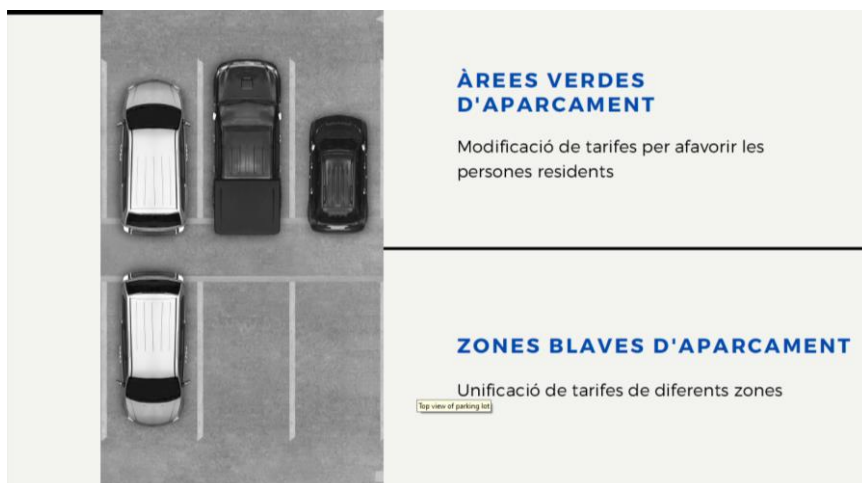 ÀREES VERDES
D'APARCAMENT
Modificació de tarifes per afavorir les
persones residents
ZONES BLAVES D'APARCAMENT
Unificació de tarifes de diferents zones
Top view of parking lot